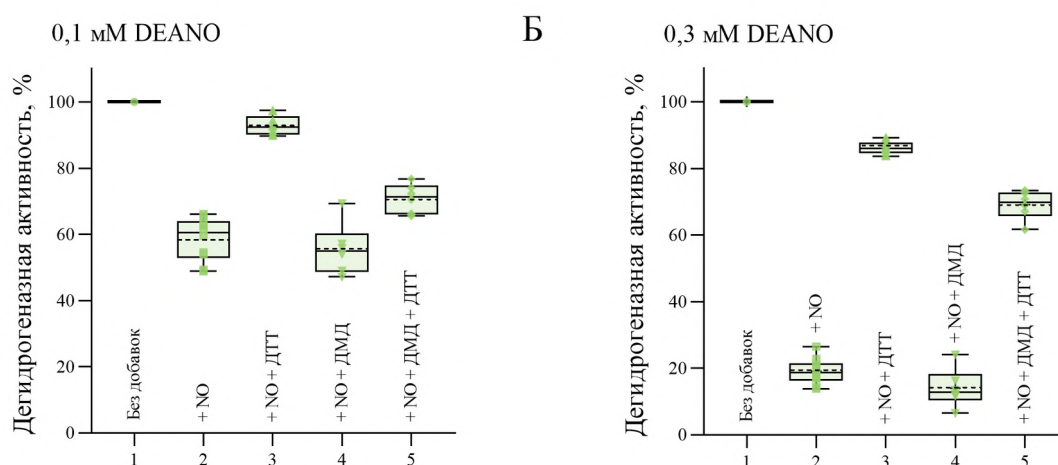 0,1 мМ DEANO
Дегидрогеназная активность, %
100
80
60
40
20
0
Без добавок
+ NO
+ NO + ДТТ
+ NO + ДМД
+ NO + ДМД + ДТТ
1
2
3
4
5
Б
0,3 мМ DEANO
Дегидрогеназная активность, %
100
80
60
40
20
0
Без добавок
+ NO
+ NO + ДТТ
+ NO + ДМД
+ NO + ДМД + ДТТ
1
2
3
4
5